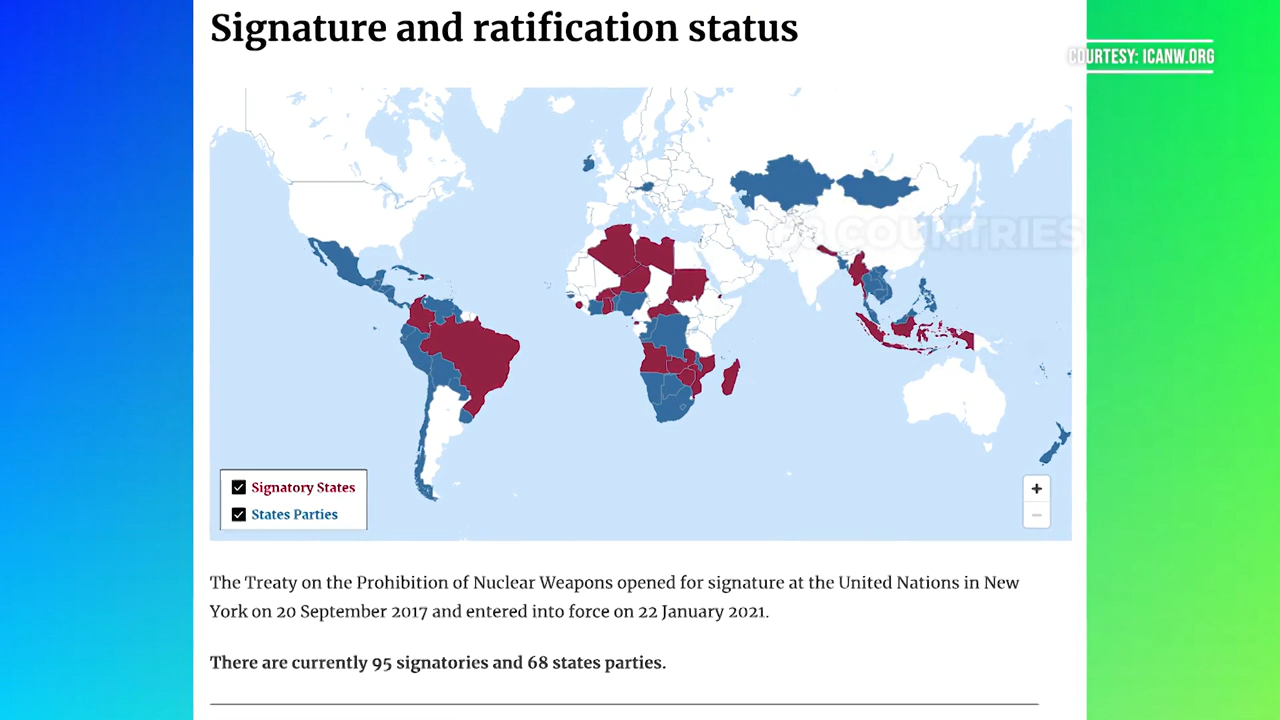 Signature and ratification status
COURTESY: ICANW.ORG
COUNTRIES
Signatory States
States Parties
+
−
The Treaty on the Prohibition of Nuclear Weapons opened for signature at the United Nations in New
York on 20 September 2017 and entered into force on 22 January 2021.
There are currently 95 signatories and 68 states parties.